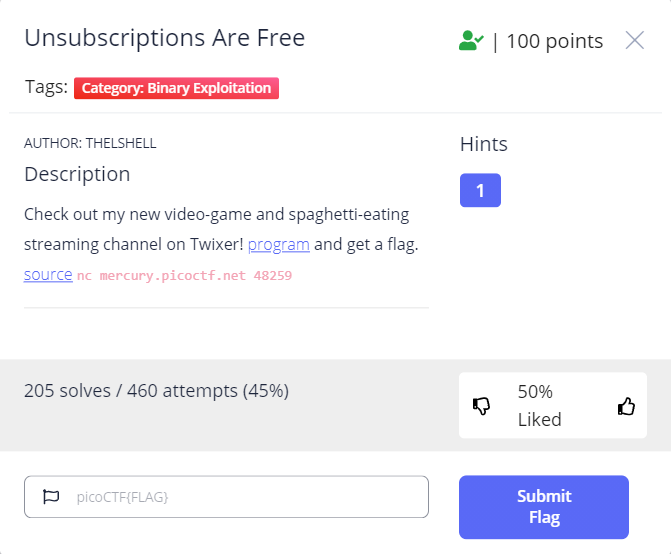 Unsubscriptions Are Free
| 100 points
Tags: Category: Binary Exploitation
AUTHOR: THELSHELL
Description
Check out my new video-game and spaghetti-eating
streaming channel on Twixer! program and get a flag.
source nc mercury.picoctf.net 48259
Hints
1
205 solves / 460 attempts (45%)
50%
Liked
picoCTF{FLAG}
Submit
Flag